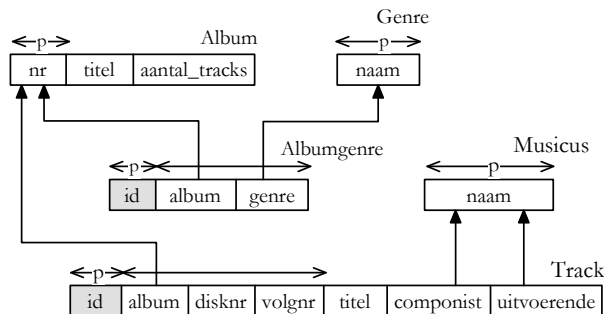 Genre
p Album p
nr titel aantal_tracks naam
Albumgenre
Musicus
p p
id album genre naam
Track
p
id album disknr volgnr titel componist uitvoerende